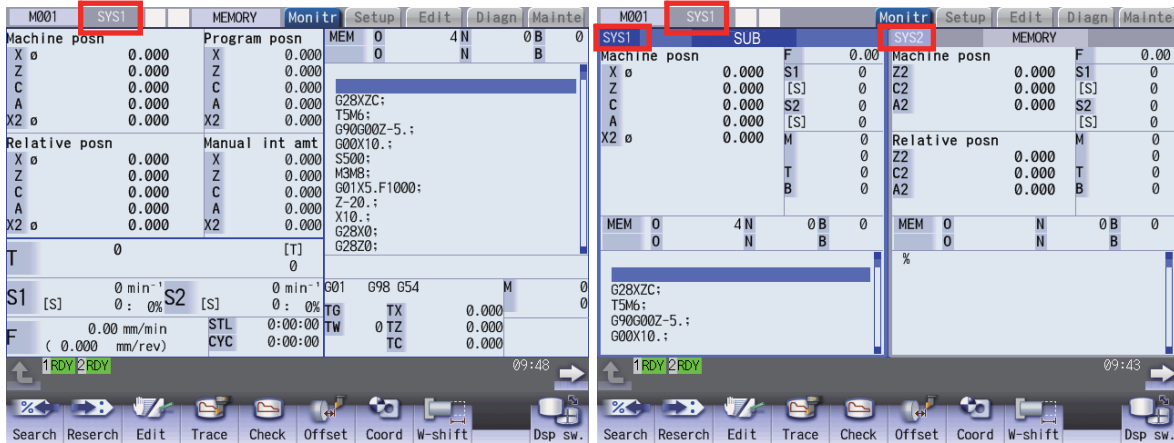 M001 SYS1 MEMORY Monitr Setup Edit Diagn Mainte
Machine posn Program posn MEM O 4 N 0 B 0
O N B
X ø 0.000 X 0.000
Z 0.000 Z 0.000
C 0.000 C 0.000
A 0.000 A 0.000
X2 ø 0.000 X2 0.000
Relative posn Manual int amt
X ø 0.000 X 0.000
Z 0.000 Z 0.000
C 0.000 C 0.000
A 0.000 A 0.000
X2 ø 0.000 X2 0.000
G28XZC;
T5M6;
G90G00Z-5.;
G00X10.;
S500;
M3M8;
G01X5.F1000;
Z-20.;
X10.;
G28X0;
G28Z0;
T 0 [T]
0
S1 [S] 0 min⁻¹ 0: 0% S2 [S] 0 min⁻¹ 0: 0%
F 0.00 mm/min
( 0.000 mm/rev)
STL 0:00:00
CYC 0:00:00
G01 G98 G54 M 0
0
TG TX 0.000
TW 0 TZ 0.000
TC 0.000
1RDY 2RDY 09:48
Search Reserch Edit Trace Check Offset Coord W-shift Dsp sw.
M001 SYS1 Monitr Setup Edit Diagn Mainte
SYS1 SUB
Machine posn F 0.00
X ø 0.000 S1 0
Z 0.000 [S] 0
C 0.000 S2 0
A 0.000 [S] 0
X2 ø 0.000 M 0
0
T 0
B 0
MEM O 4 N 0 B 0
O N B
G28XZC;
T5M6;
G90G00Z-5.;
G00X10.;
SYS2 MEMORY
Machine posn F 0.00
Z2 0.000 S1 0
C2 0.000 [S] 0
A2 0.000 S2 0
[S] 0
Relative posn M 0
Z2 0.000 0
C2 0.000 T 0
A2 0.000 B 0
MEM O N 0 B 0
O N B
%
1RDY 2RDY 09:43
Search Reserch Edit Trace Check Offset Coord W-shift Dsp sw.